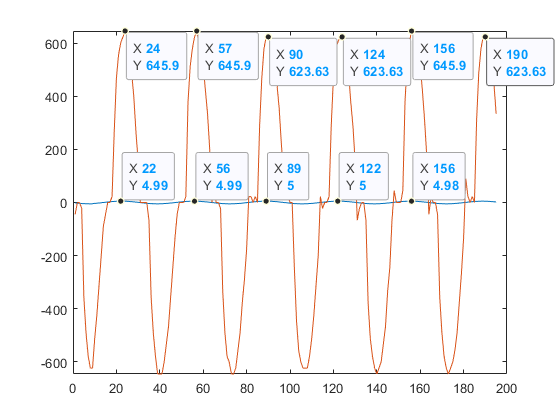 600
400
200
0
-200
-400
-600
0
20
40
60
80
100
120
140
160
180
200
X 24
Y 645.9
X 57
Y 645.9
X 90
Y 623.63
X 124
Y 623.63
X 156
Y 645.9
X 190
Y 623.63
X 22
Y 4.99
X 56
Y 4.99
X 89
Y 5
X 122
Y 5
X 156
Y 4.98